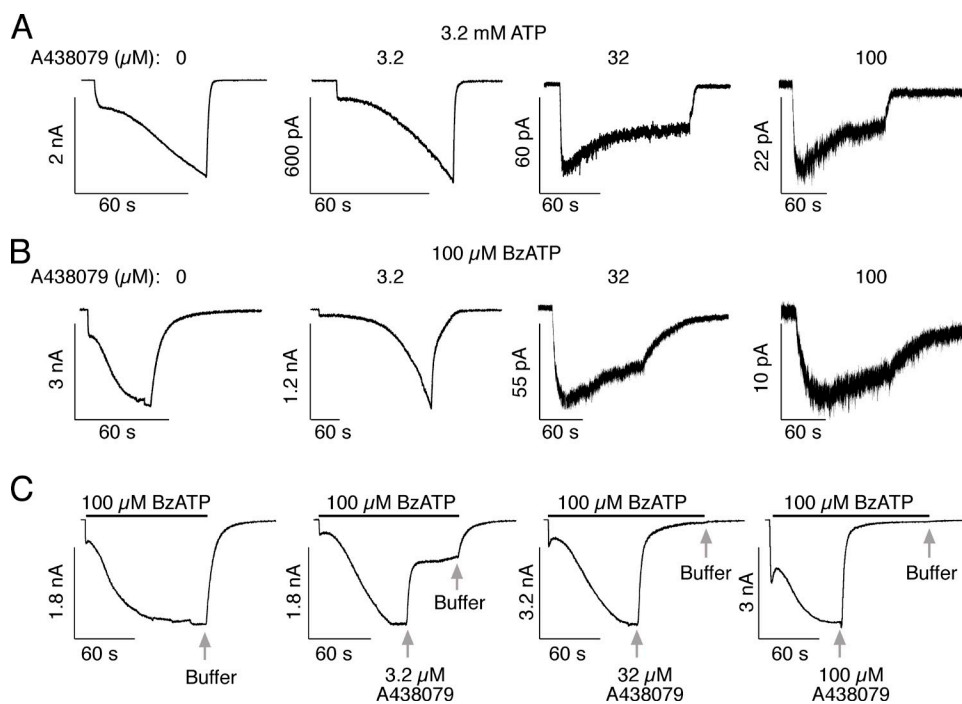 A
3.2 mM ATP
A438079 (µM): 0 3.2 32 100
2 nA
600 pA
60 pA
22 pA
60 s 60 s 60 s 60 s
B
100 µM BzATP
A438079 (µM): 0 3.2 32 100
3 nA
1.2 nA
55 pA
10 pA
60 s 60 s 60 s 60 s
C
100 µM BzATP 100 µM BzATP 100 µM BzATP 100 µM BzATP
1.8 nA
1.8 nA
3.2 nA
3 nA
Buffer Buffer Buffer Buffer
60 s 60 s 60 s 60 s
3.2 µM 32 µM 100 µM
A438079 A438079 A438079